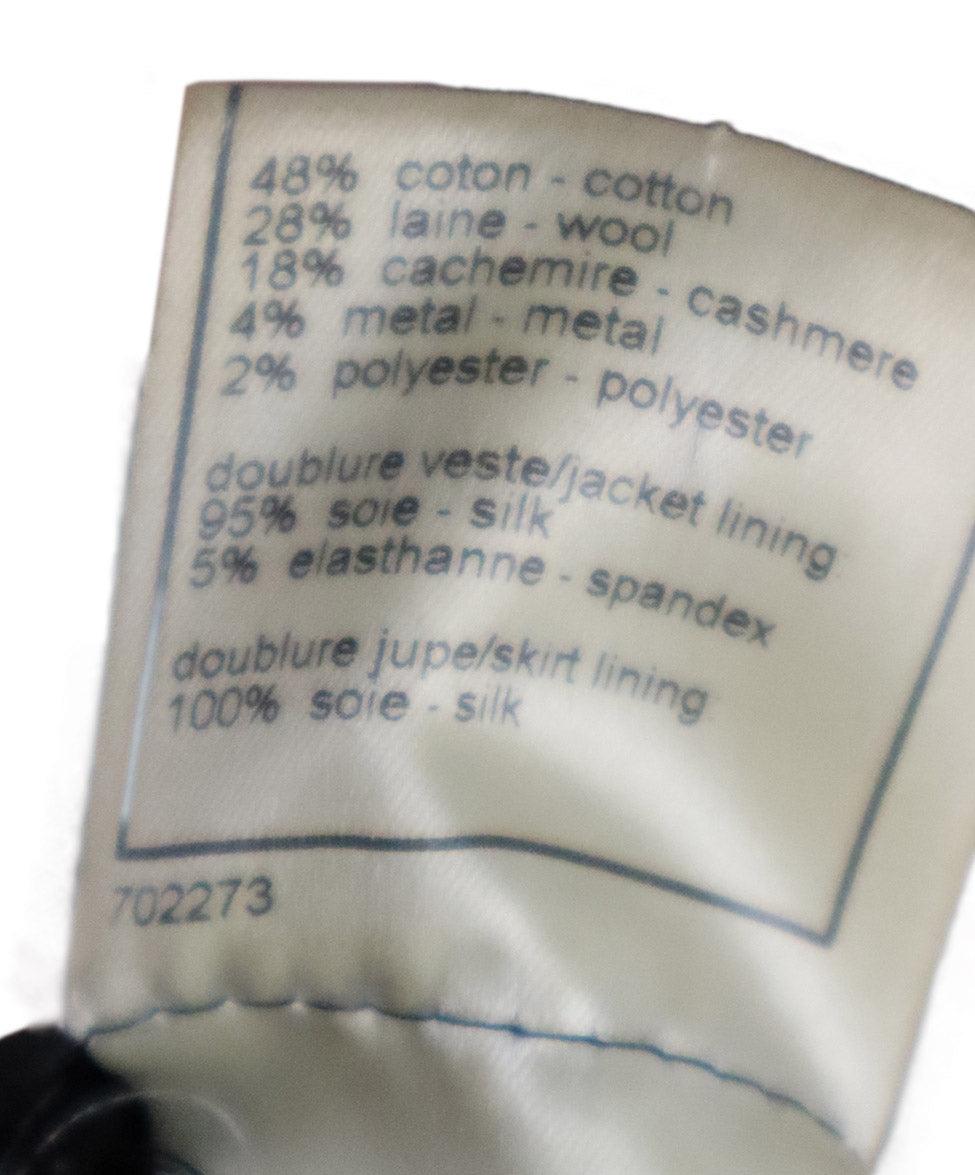 48% coton - cotton
28% laine - wool
18% cachemire - cashmere
4% metal - metal
2% polyester - polyester
doublure veste/jacket lining
95% soie - silk
5% elasthanne - spandex
doublure jupe/skirt lining
100% soie - silk
702273